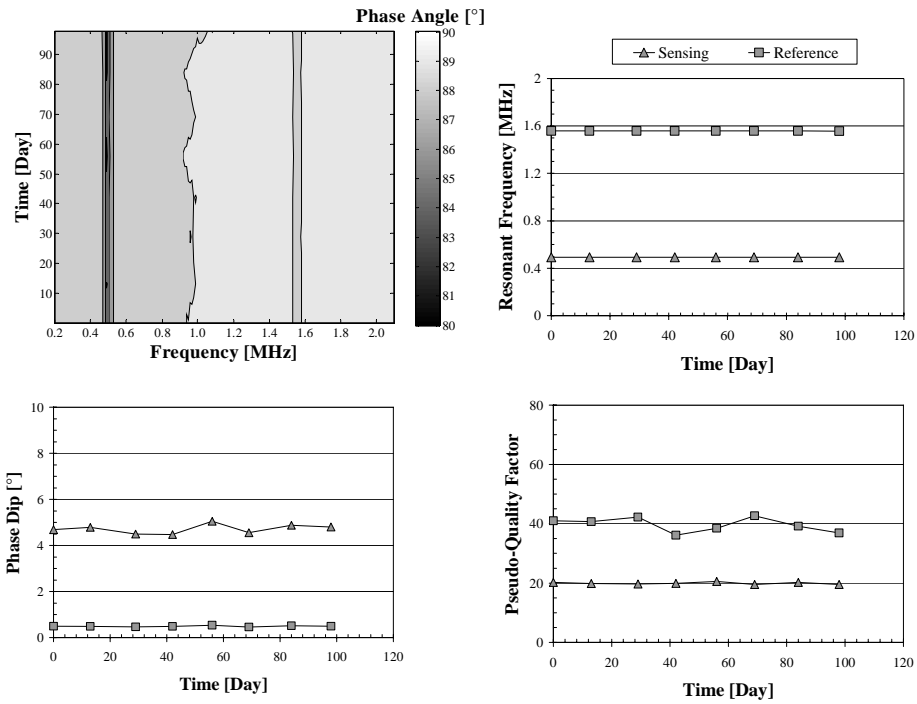 Phase Angle [°]
90
80
70
60
50
40
30
20
10
Time [Day]
0.2 0.4 0.6 0.8 1.0 1.2 1.4 1.6 1.8 2.0
Frequency [MHz]
90
89
88
87
86
85
84
83
82
81
80
Sensing Reference
2
1.6
1.2
0.8
0.4
0
Resonant Frequency [MHz]
0 20 40 60 80 100 120
Time [Day]
10
8
6
4
2
0
Phase Dip [°]
0 20 40 60 80 100 120
Time [Day]
80
60
40
20
0
Pseudo-Quality Factor
0 20 40 60 80 100 120
Time [Day]